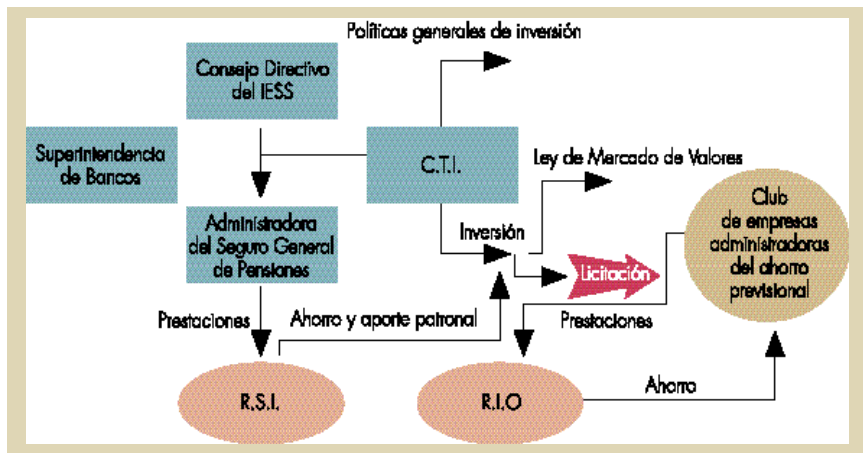 Políticas generales de inversión
Consejo Directivo
del IESS
Superintendencia
de Bancos
C.T.I.
Ley de Mercado de Valores
Club
de empresas
administradoras
del ahorro
previsional
Administradora
del Seguro General
de Pensiones
Inversión
Licitación
Prestaciones
Ahorro y aporte patronal
Prestaciones
R.S.I.
R.I.O
Ahorro